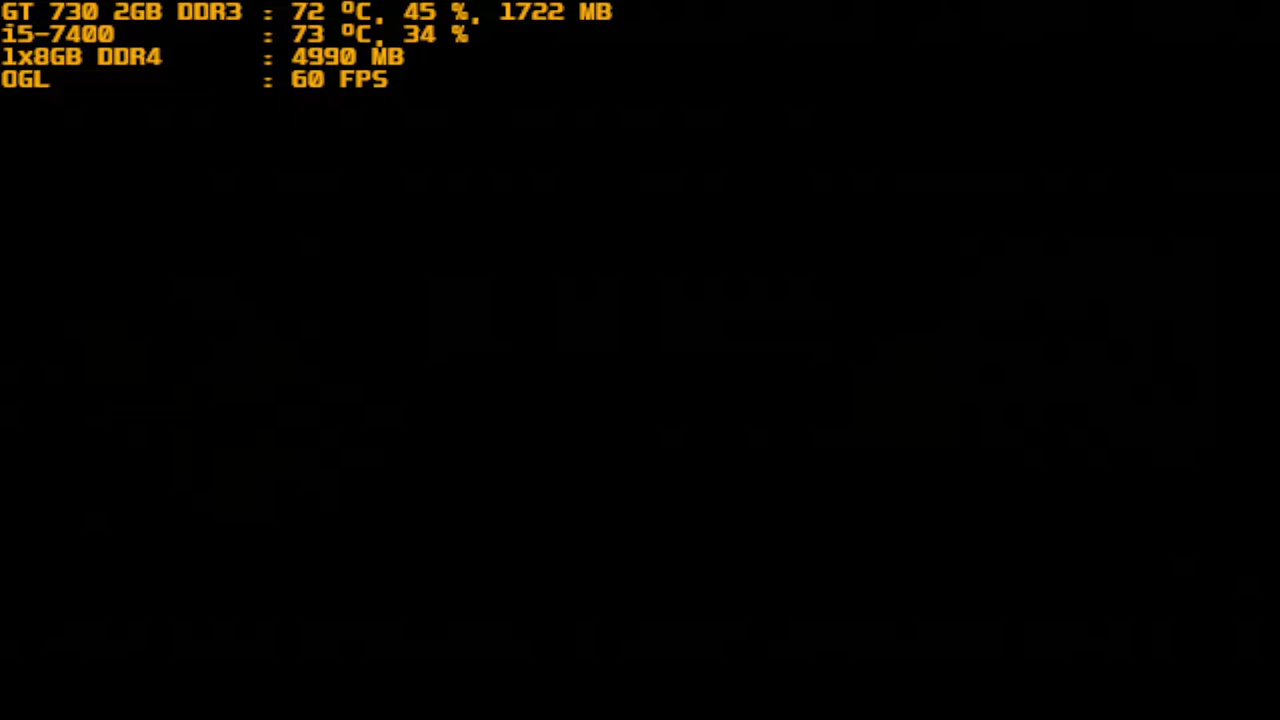 GT 730 2GB DDR3 : 72 ºC, 45 %, 1722 MB
i5-7400 : 73 ºC, 34 %
1x8GB DDR4 : 4990 MB
OGL : 60 FPS